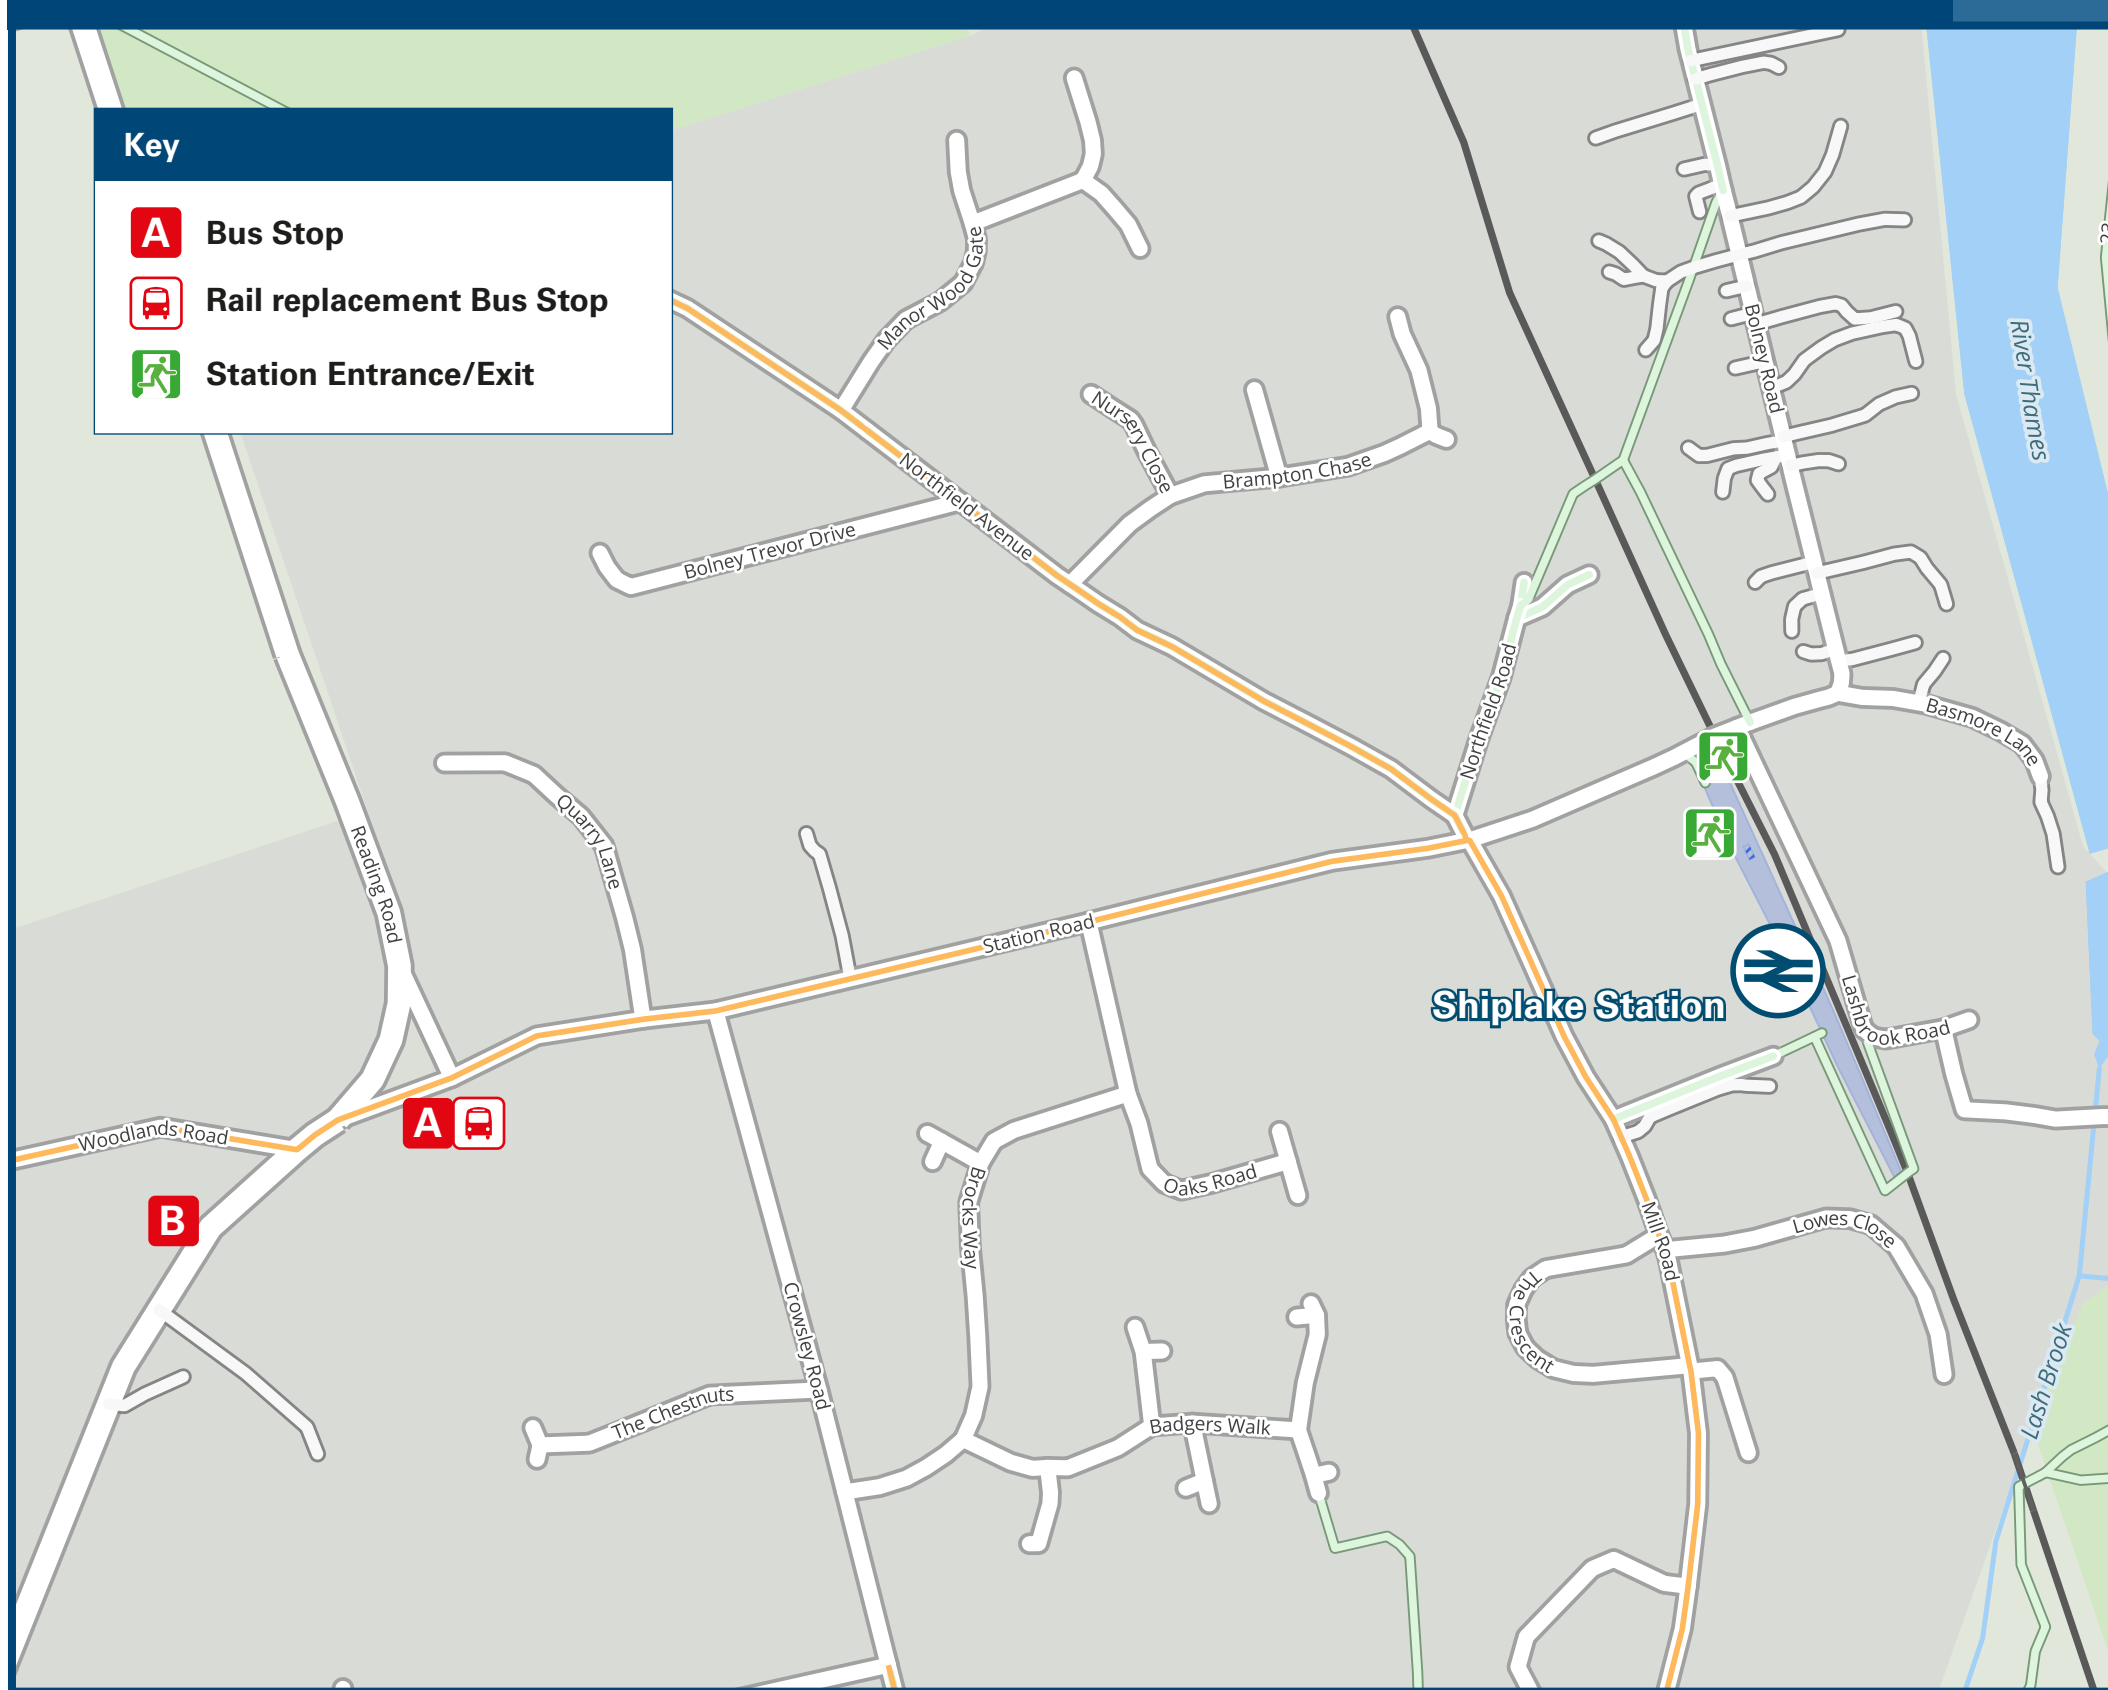 Key
A Bus Stop
Rail replacement Bus Stop
Station Entrance/Exit
Manor Wood Gate
Bolney Road
River Thames
Nursery Close
Brampton Chase
Northfield Avenue
Bolney Trevor Drive
Northfield Road
Basmore Lane
Quarry Lane
Reading Road
Station Road
Shiplake Station
Lashbrook Road
A
Woodlands Road
B
Brocks Way
Oaks Road
Mill Road
Lowes Close
The Crescent
Crowsley Road
The Chestnuts
Badgers Walk
Lash Brook